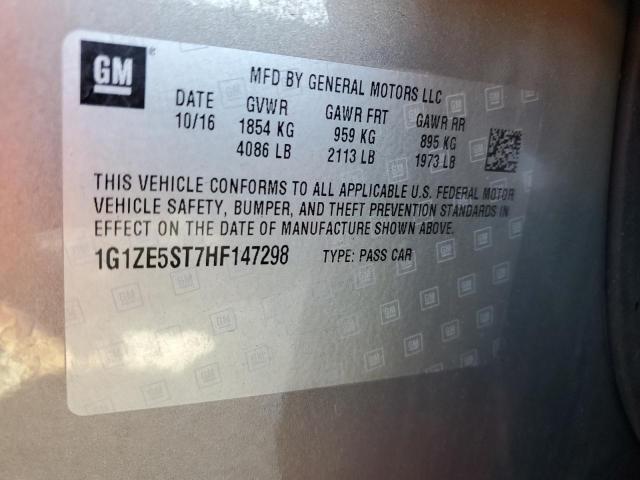 GM
MFD BY GENERAL MOTORS LLC
DATE GVWR GAWR FRT GAWR RR
10/16 1854 KG 959 KG 895 KG
4086 LB 2113 LB 1973 LB
THIS VEHICLE CONFORMS TO ALL APPLICABLE U.S. FEDERAL MOTOR
VEHICLE SAFETY, BUMPER, AND THEFT PREVENTION STANDARDS IN
EFFECT ON THE DATE OF MANUFACTURE SHOWN ABOVE.
1G1ZE5ST7HF147298 TYPE: PASS CAR